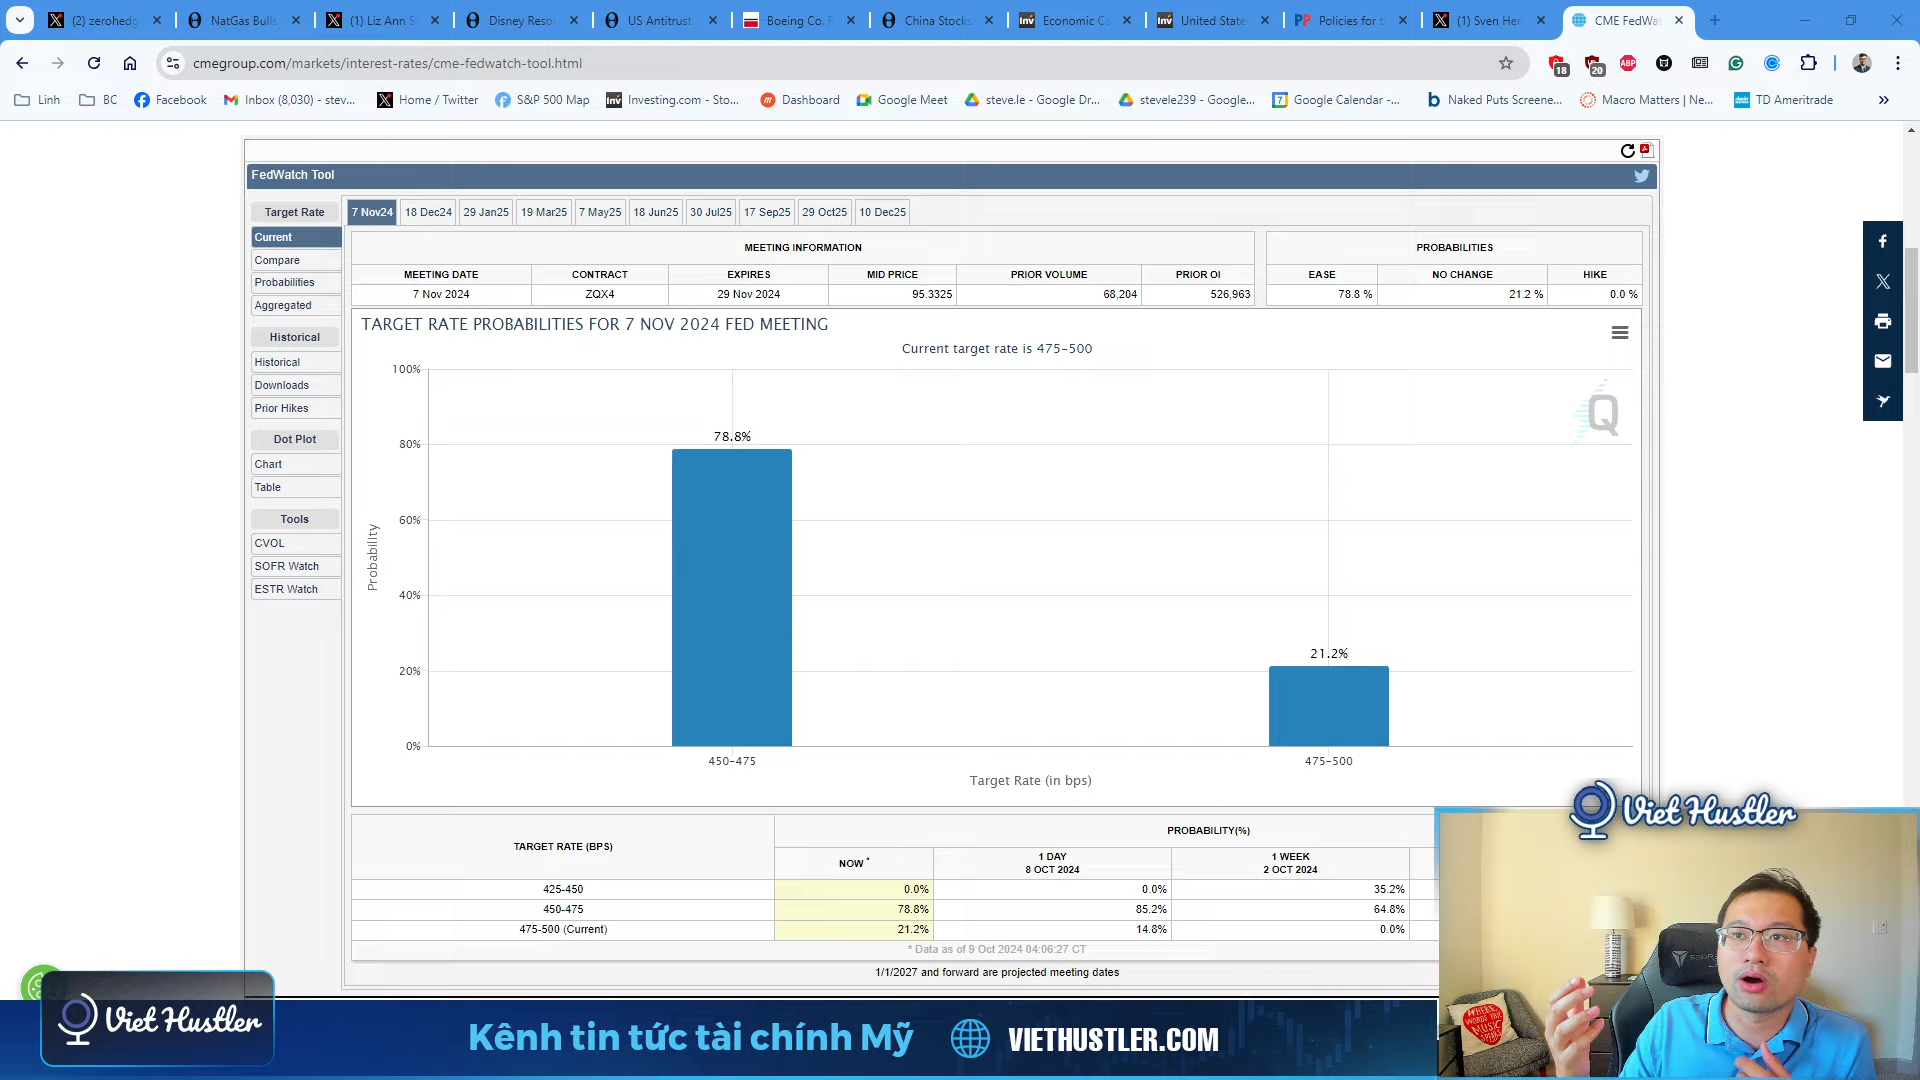 (2) zerohedg
NatGas Bulls
(1) Liz Ann S
Disney Reso
US Antitrust
Boeing Co. F
China Stocks
Economic Ca
United State
Policies for t
(1) Sven Hen
CME FedWat
cmegroup.com/markets/interest-rates/cme-fedwatch-tool.html
18
20
ABP
Linh
BC
Facebook
Inbox (8,030) - stev...
Home / Twitter
S&P 500 Map
Investing.com - Sto...
Dashboard
Google Meet
steve.le - Google Dr...
stevele239 - Google...
Google Calendar -...
Naked Puts Screene...
Macro Matters | Ne...
TD Ameritrade
FedWatch Tool
Target Rate
Current
Compare
Probabilities
Aggregated
Historical
Historical
Downloads
Prior Hikes
Dot Plot
Chart
Table
Tools
CVOL
SOFR Watch
ESTR Watch
7 Nov24 18 Dec24 29 Jan25 19 Mar25 7 May25 18 Jun25 30 Jul25 17 Sep25 29 Oct25 10 Dec25
MEETING INFORMATION
MEETING DATE CONTRACT EXPIRES MID PRICE PRIOR VOLUME PRIOR OI
7 Nov 2024 ZQX4 29 Nov 2024 95.3325 68,204 526,963
PROBABILITIES
EASE NO CHANGE HIKE
78.8 % 21.2 % 0.0 %
TARGET RATE PROBABILITIES FOR 7 NOV 2024 FED MEETING
Current target rate is 475-500
Q
100%
80%
60%
40%
20%
0%
Probability
78.8%
21.2%
450-475
475-500
Target Rate (in bps)
TARGET RATE (BPS)
PROBABILITY(%)
NOW *
1 DAY
8 OCT 2024
1 WEEK
2 OCT 2024
425-450 0.0% 0.0% 35.2%
450-475 78.8% 85.2% 64.8%
475-500 (Current) 21.2% 14.8% 0.0%
* Data as of 9 Oct 2024 04:06:27 CT
1/1/2027 and forward are projected meeting dates
Viet Hustler
WHERE
WORDS FAIL
MUSIC
SPEAKS
Viet Hustler
Kênh tin tức tài chính Mỹ
VIETHUSTLER.COM